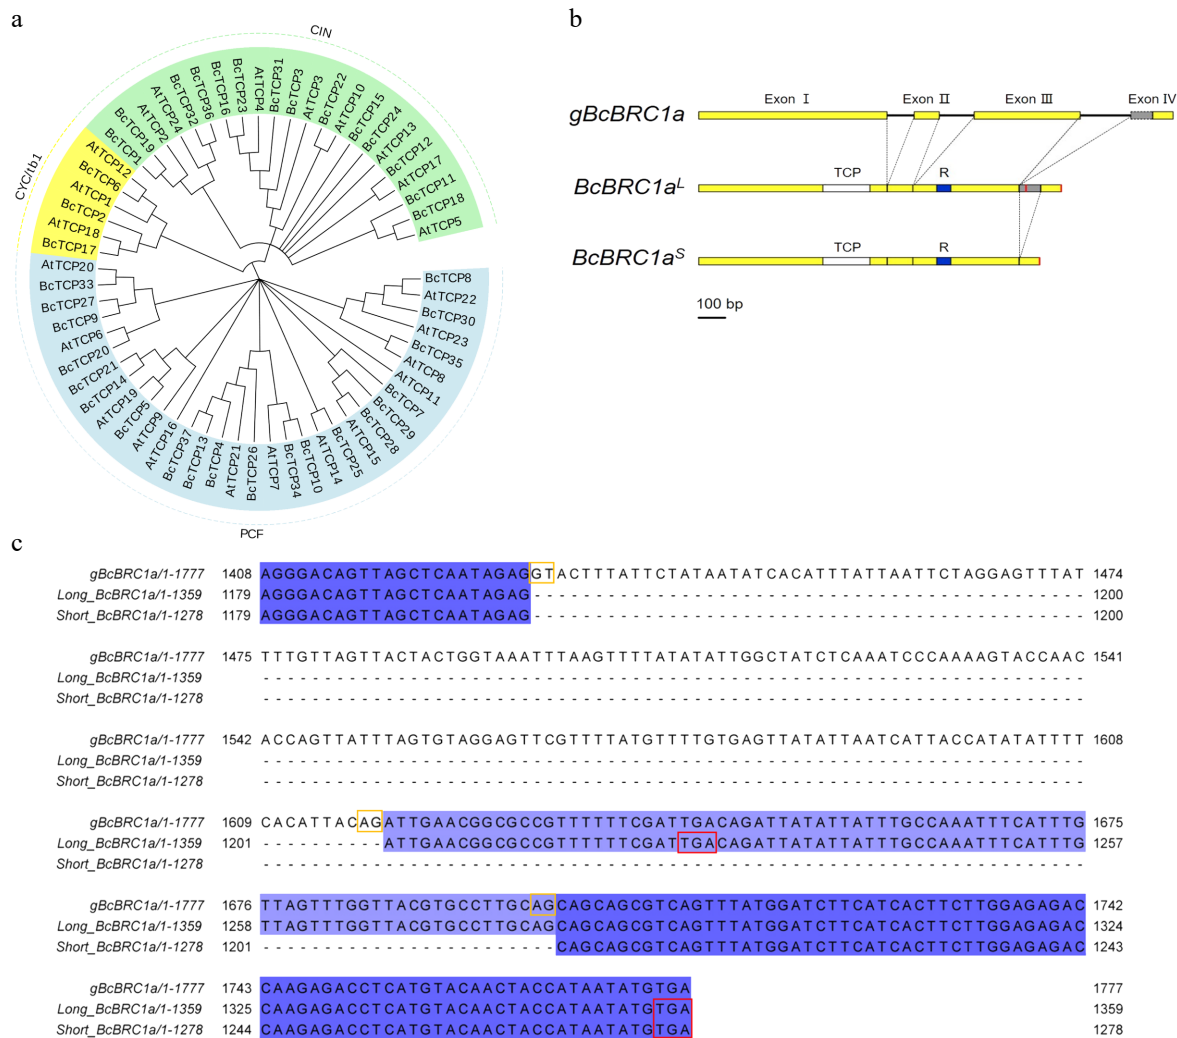 a
CIN
CYC/tb1
PCF
AtTCP12
BcTCP1
BcTCP19
AtTCP2
AtTCP24
BcTCP32
BcTCP36
BcTCP16
BcTCP23
AtTCP4
BcTCP31
BcTCP3
AtTCP3
BcTCP22
AtTCP10
BcTCP15
BcTCP24
AtTCP13
BcTCP12
AtTCP17
BcTCP11
BcTCP18
AtTCP5
BcTCP8
AtTCP22
BcTCP30
AtTCP23
BcTCP35
AtTCP8
AtTCP11
BcTCP7
BcTCP29
BcTCP28
AtTCP15
BcTCP25
AtTCP14
BcTCP10
BcTCP34
AtTCP7
BcTCP26
AtTCP21
BcTCP4
BcTCP13
BcTCP37
AtTCP16
AtTCP9
BcTCP5
AtTCP19
BcTCP14
BcTCP21
BcTCP20
AtTCP6
BcTCP9
BcTCP27
BcTCP33
AtTCP20
BcTCP17
AtTCP18
BcTCP2
AtTCP1
BcTCP6
b
Exon I Exon II Exon III Exon IV
gBcBRC1a
TCP R
BcBRC1aL
TCP R
BcBRC1aS
100 bp
c
gBcBRC1a/1-1777 1408 AGGGACAGTTAGCTCAATAGAGGTACTTTATTCTATAATATCACATTTATTAATTCTAGGAGTTTAT 1474
Long_BcBRC1a/1-1359 1179 AGGGACAGTTAGCTCAATAGAG--------------------------------------------- 1200
Short_BcBRC1a/1-1278 1179 AGGGACAGTTAGCTCAATAGAG--------------------------------------------- 1200
gBcBRC1a/1-1777 1475 TTTGTTAGTTACTACTGGTAAATTTAAGTTTTATATATTGGCTATCTCAAATCCCAAAAGTACCAAC 1541
Long_BcBRC1a/1-1359 -------------------------------------------------------------------
Short_BcBRC1a/1-1278 -------------------------------------------------------------------
gBcBRC1a/1-1777 1542 ACCAGTTATTTAGTGTAGGAGTTCGTTTTATGTTTTGTGAGTTATATTAATCATTACCATATATTTT 1608
Long_BcBRC1a/1-1359 -------------------------------------------------------------------
Short_BcBRC1a/1-1278 -------------------------------------------------------------------
gBcBRC1a/1-1777 1609 CACATTACAGATTGAACGGCGCCGTTTTTTCGATTGACAGATTATATTATTTGCCAAATTTCATTTG 1675
Long_BcBRC1a/1-1359 1201 ----------ATTGAACGGCGCCGTTTTTTCGATTGACAGATTATATTATTTGCCAAATTTCATTTG 1257
Short_BcBRC1a/1-1278 -------------------------------------------------------------------
gBcBRC1a/1-1777 1676 TTAGTTTGGTTACGTGCCTTGCAGCAGCAGCGTCAGTTTATGGATCTTCATCACTTCTTGGAGAGAC 1742
Long_BcBRC1a/1-1359 1258 TTAGTTTGGTTACGTGCCTTGCAGCAGCAGCGTCAGTTTATGGATCTTCATCACTTCTTGGAGAGAC 1324
Short_BcBRC1a/1-1278 1201 ------------------------CAGCAGCGTCAGTTTATGGATCTTCATCACTTCTTGGAGAGAC 1243
gBcBRC1a/1-1777 1743 CAAGAGACCTCATGTACAACTACCATAATATGTGA 1777
Long_BcBRC1a/1-1359 1325 CAAGAGACCTCATGTACAACTACCATAATATGTGA 1359
Short_BcBRC1a/1-1278 1244 CAAGAGACCTCATGTACAACTACCATAATATGTGA 1278